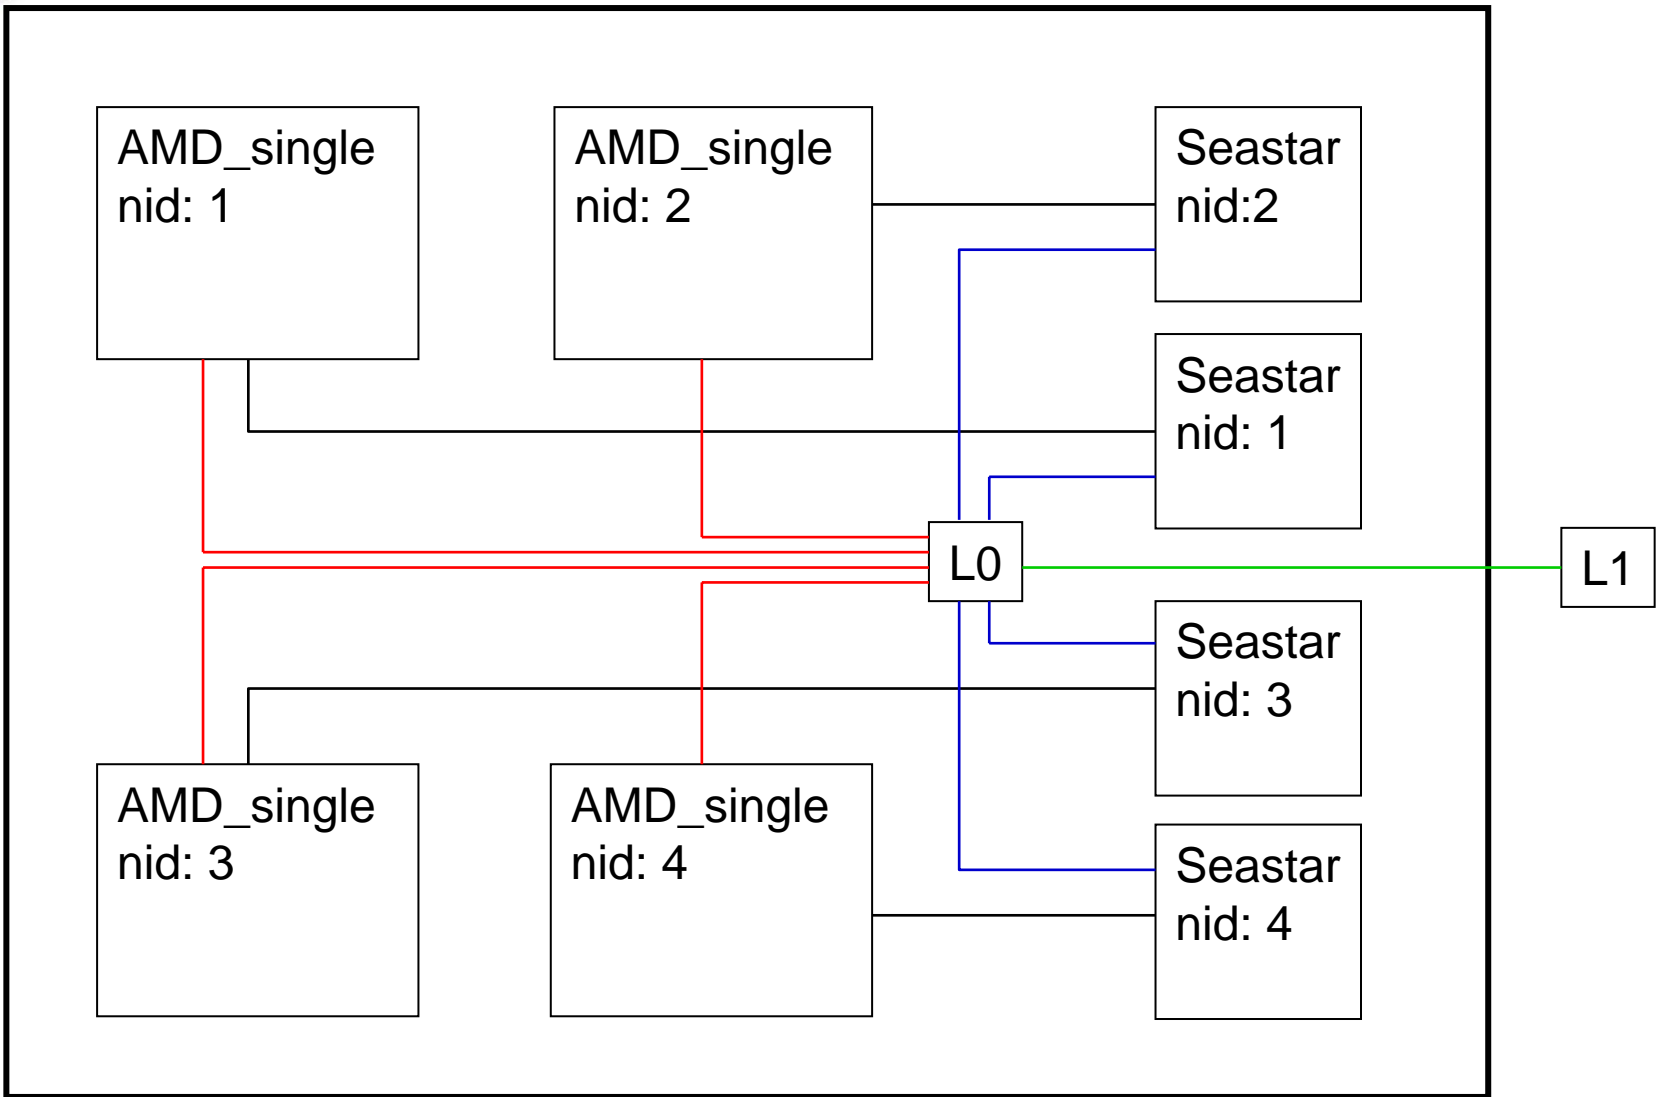 AMD_single
nid: 1
AMD_single
nid: 2
Seastar
nid:2
Seastar
nid: 1
L0
L1
Seastar
nid: 3
AMD_single
nid: 3
AMD_single
nid: 4
Seastar
nid: 4